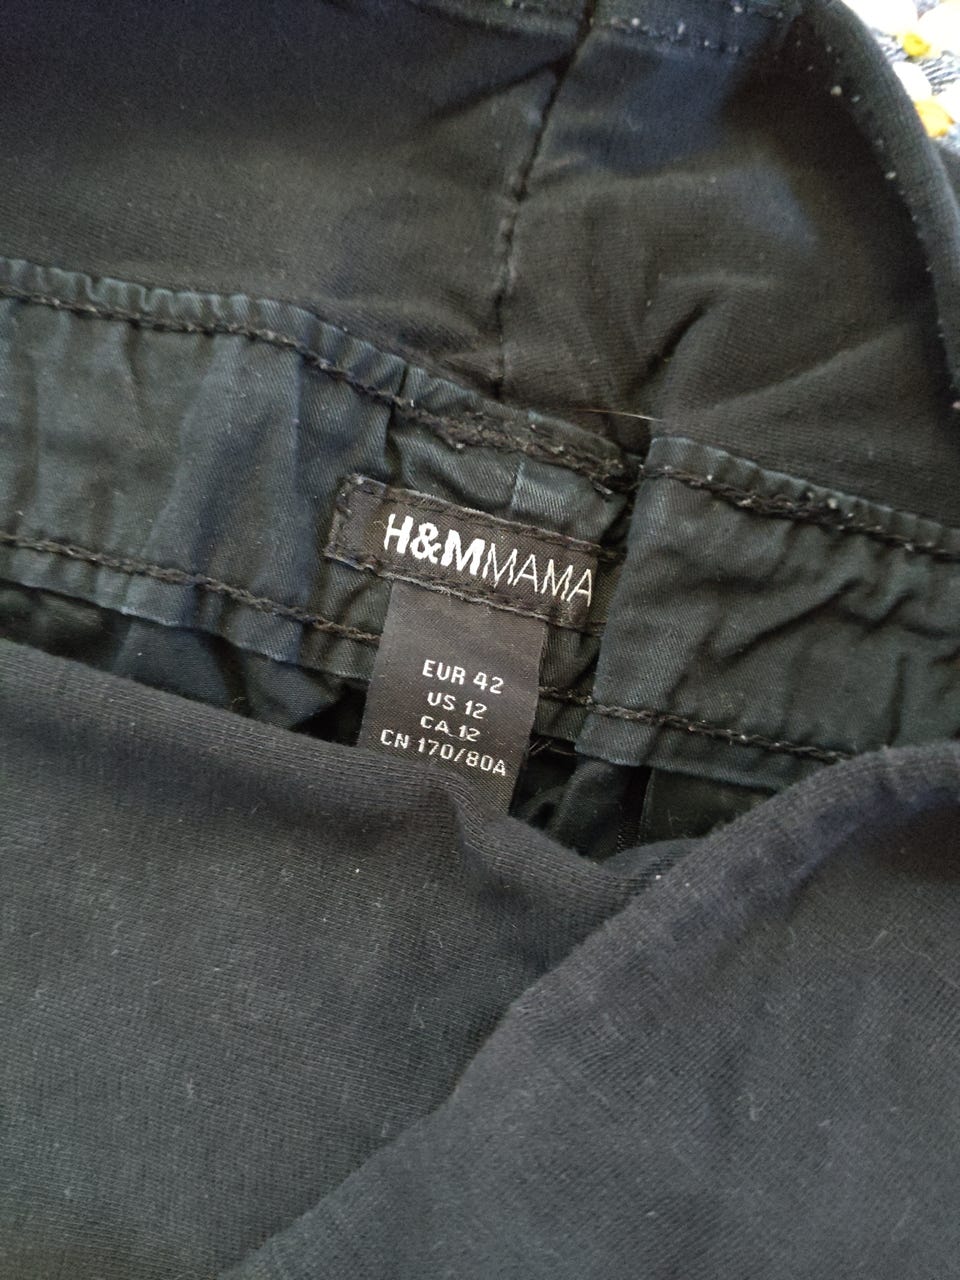 H&MMAMA
EUR 42
US 12
CA 12
CN 170/80A